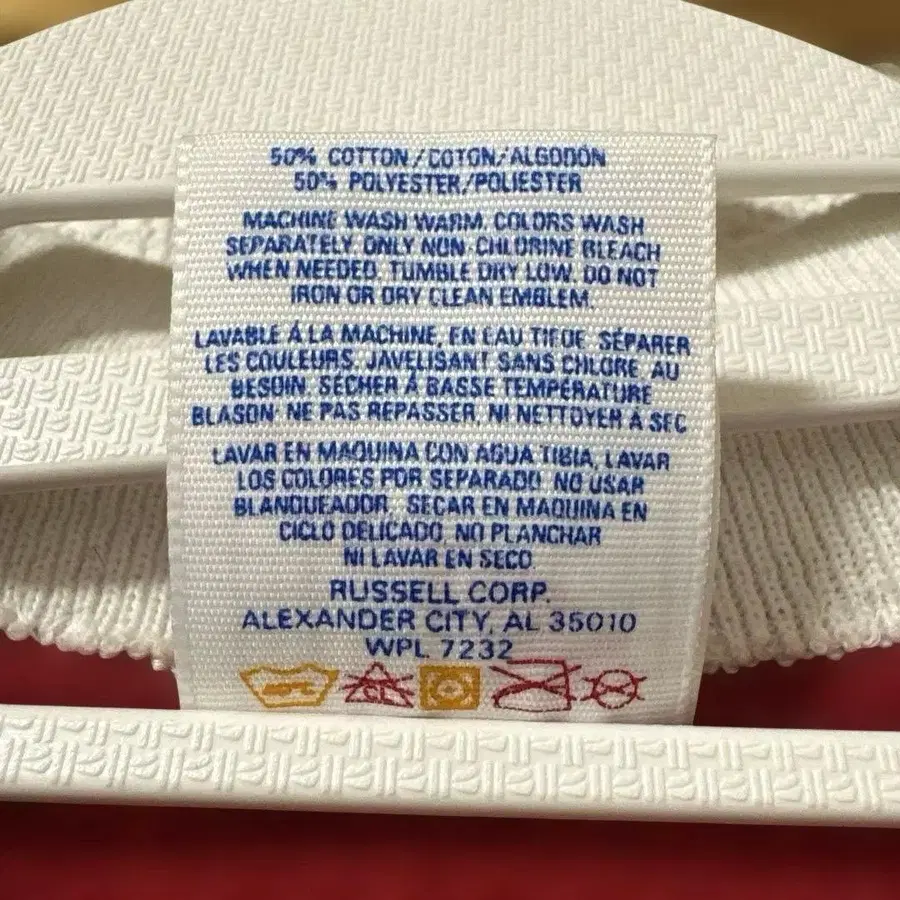 50% COTTON/COTON/ALGODÓN
50% POLYESTER/POLIESTER
MACHINE WASH WARM. COLORS WASH
SEPARATELY. ONLY NON-CHLORINE BLEACH
WHEN NEEDED. TUMBLE DRY LOW. DO NOT
IRON OR DRY CLEAN EMBLEM.
LAVABLE Á LA MACHINE, EN EAU TIEDE. SÉPARER
LES COULEURS. JAVELISANT SANS CHLORE, AU
BESOIN. SÉCHER Á BASSE TEMPÉRATURE
BLASON: NE PAS REPASSER, NI NETTOYER Á SEC
LAVAR EN MAQUINA CON AGUA TIBIA, LAVAR
LOS COLORES POR SEPARADO. NO USAR
BLANQUEADOR. SECAR EN MAQUINA EN
CICLO DELICADO, NO PLANCHAR
NI LAVAR EN SECO.
RUSSELL CORP.
ALEXANDER CITY, AL 35010
WPL 7232
CL